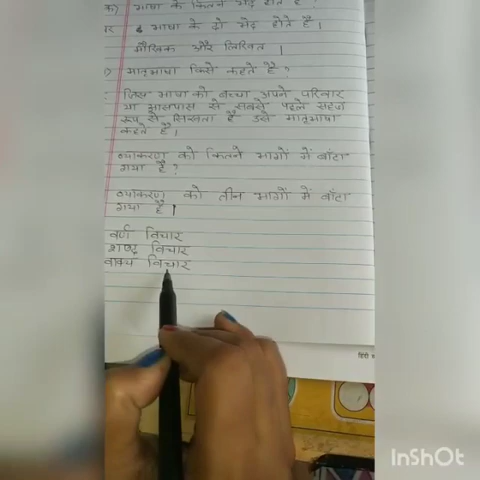 क) भाषा के कितने भेद होते हैं ?
भाषा के दो भेद होते हैं।
मौखिक और लिखित।
) मातृभाषा किसे कहते हैं ?
जिस भाषा को बच्चा अपने परिवार
या आसपास से सबसे पहले सहज
रूप से सिखता है उसे मातृभाषा
कहते हैं।
व्याकरण को कितने भागों में बाँटा
गया है ?
व्याकरण को तीन भागों में बाँटा
गया है।
वर्ण विचार
शब्द विचार
वाक्य विचार
हिंदी
InShOt